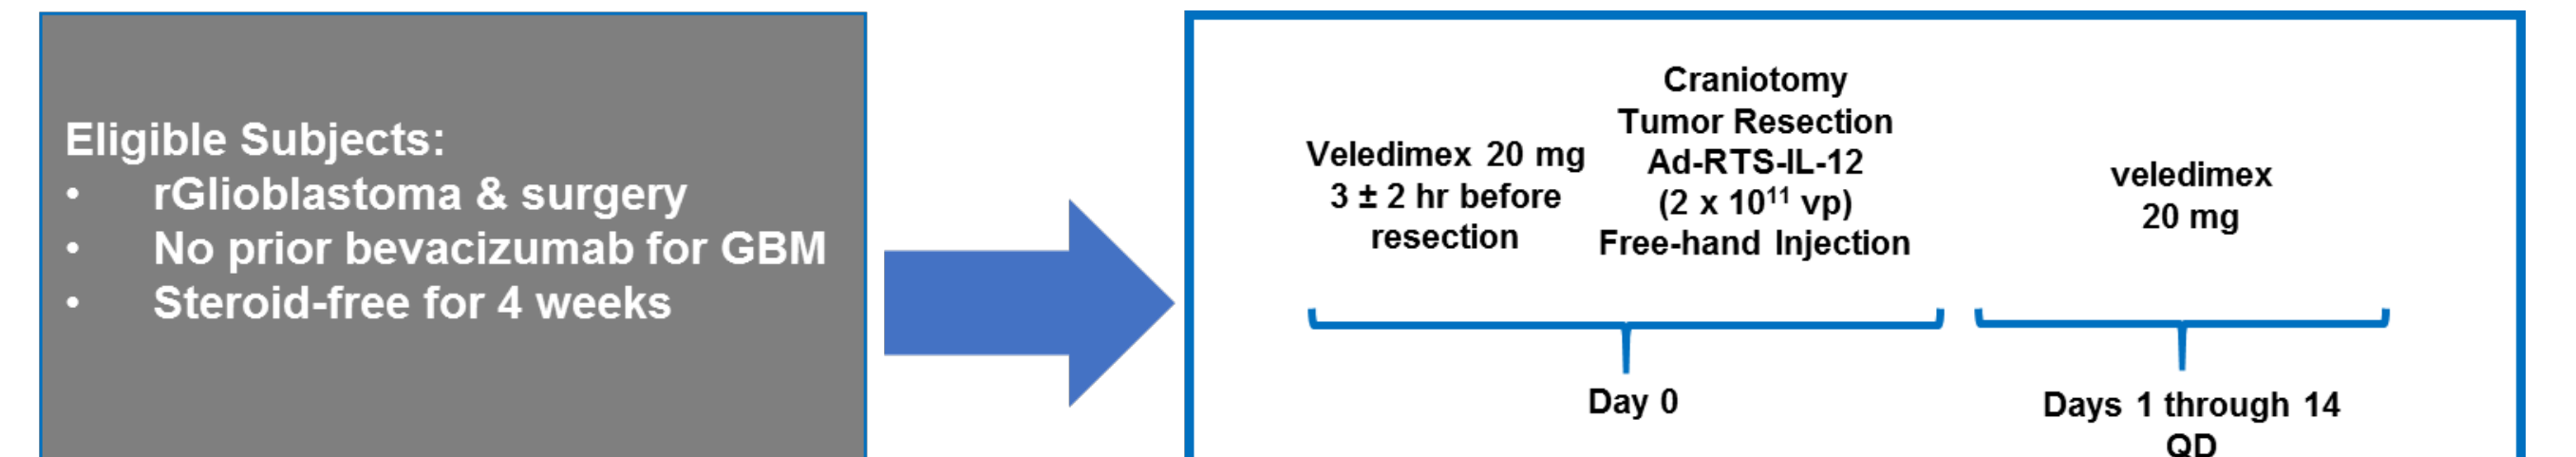 Eligible Subjects:
• rGlioblastoma & surgery
• No prior bevacizumab for GBM
• Steroid-free for 4 weeks
Veledimex 20 mg
3 ± 2 hr before
resection
Craniotomy
Tumor Resection
Ad-RTS-IL-12
(2 x 10¹¹ vp)
Free-hand Injection
Day 0
veledimex
20 mg
Days 1 through 14
QD